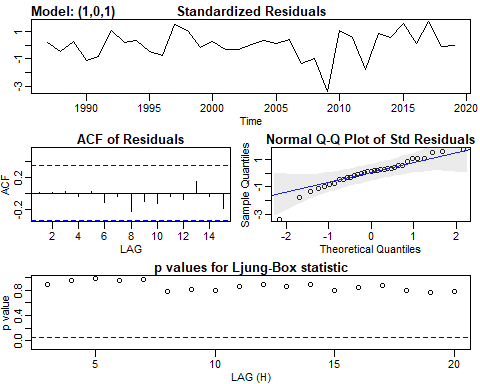 Model: (1,0,1) Standardized Residuals
1
-1
-3
1990 1995 2000 2005 2010 2015 2020
Time
ACF of Residuals
ACF
0.2
-0.2
2 4 6 8 10 12 14
LAG
Normal Q-Q Plot of Std Residuals
Sample Quantiles
1
-1
-3
-2 -1 0 1 2
Theoretical Quantiles
p values for Ljung-Box statistic
p value
0.8
0.4
0.0
5 10 15 20
LAG (H)